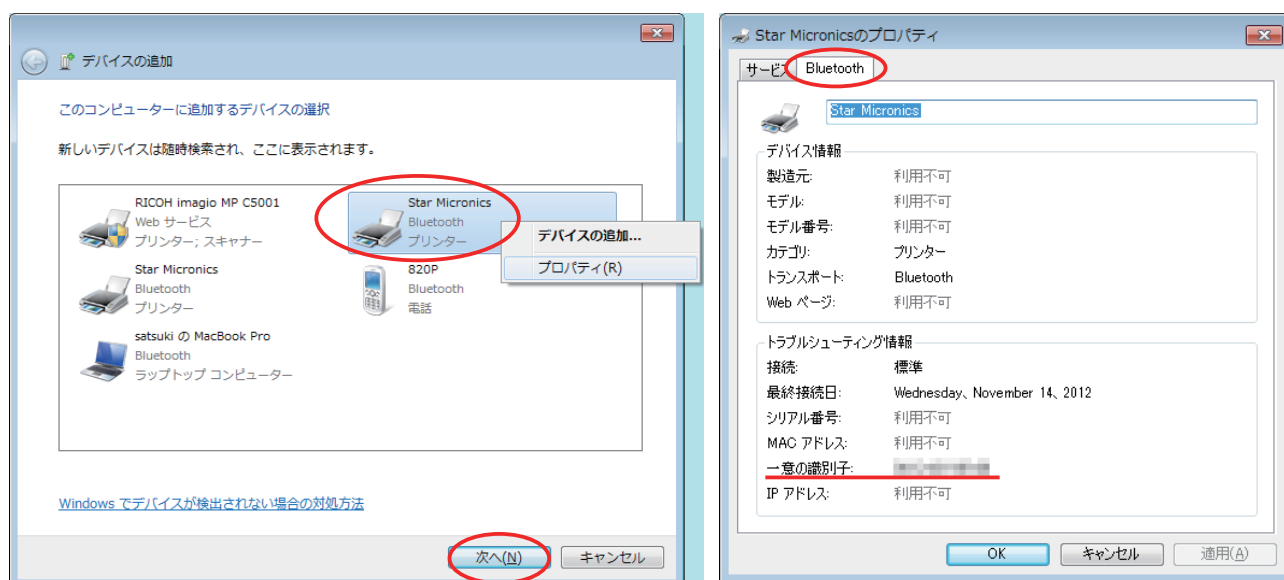 デバイスの追加
このコンピューターに追加するデバイスの選択
新しいデバイスは随時検索され、ここに表示されます。
RICOH imagio MP C5001
Web サービス
プリンター; スキャナー
Star Micronics
Bluetooth
プリンター
デバイスの追加...
プロパティ(R)
Star Micronics
Bluetooth
プリンター
820P
Bluetooth
電話
satsuki の MacBook Pro
Bluetooth
ラップトップ コンピューター
Windows でデバイスが検出されない場合の対処方法
次へ(N)
キャンセル
Star Micronicsのプロパティ
サービス
Bluetooth
Star Micronics
デバイス情報
製造元: 利用不可
モデル: 利用不可
モデル番号: 利用不可
カテゴリ: プリンター
トランスポート: Bluetooth
Web ページ: 利用不可
トラブルシューティング情報
接続: 標準
最終接続日: Wednesday、November 14、2012
シリアル番号: 利用不可
MAC アドレス: 利用不可
一意の識別子:
IP アドレス: 利用不可
OK
キャンセル
適用(A)